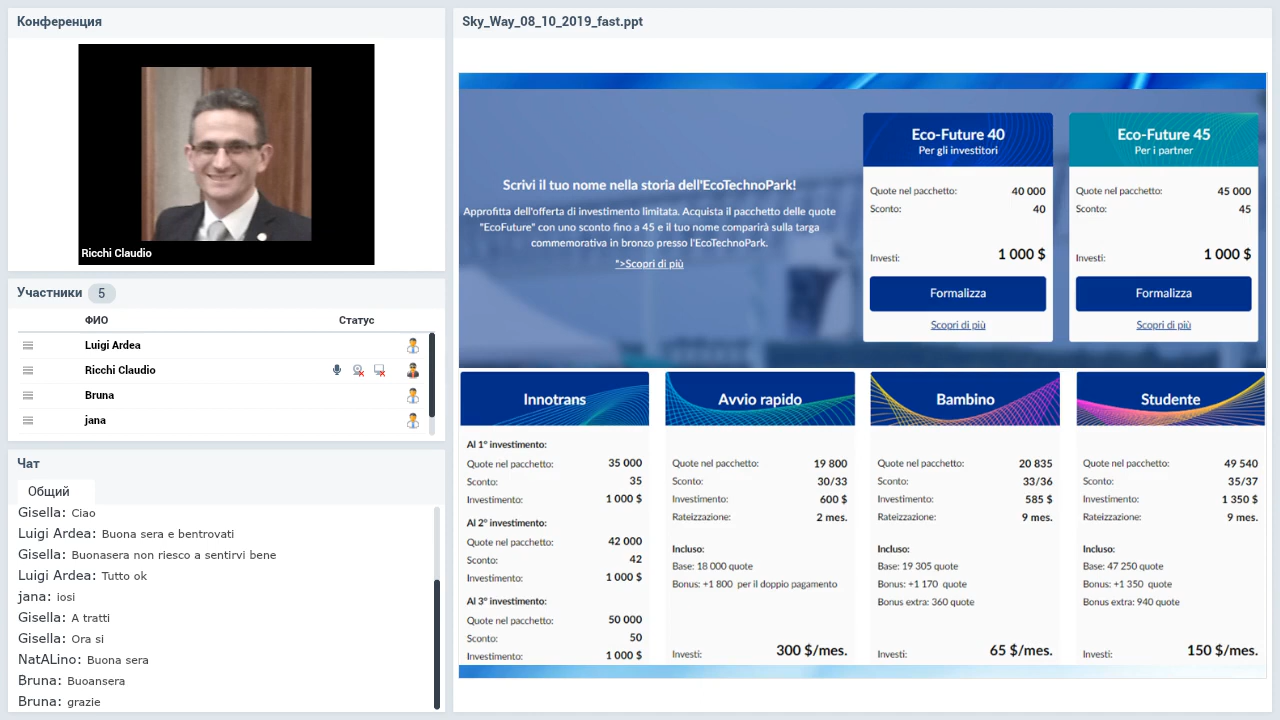 Конференция
Ricchi Claudio
Участники 5
ФИО Статус
Luigi Ardea
Ricchi Claudio
Bruna
jana
Чат
Общий
Gisella: Ciao
Luigi Ardea: Buona sera e bentrovati
Gisella: Buonasera non riesco a sentirvi bene
Luigi Ardea: Tutto ok
jana: iosi
Gisella: A tratti
Gisella: Ora si
NatALino: Buona sera
Bruna: Buoansera
Bruna: grazie
Sky_Way_08_10_2019_fast.ppt
Scrivi il tuo nome nella storia dell'EcoTechnoPark!
Approfitta dell'offerta di investimento limitata. Acquista il pacchetto delle quote
"EcoFuture" con uno sconto fino a 45 e il tuo nome comparirà sulla targa
commemorativa in bronzo presso l'EcoTechnoPark.
">Scopri di più
Eco-Future 40
Per gli investitori
Quote nel pacchetto: 40 000
Sconto: 40
Investi: 1 000 $
Formalizza
Scopri di più
Eco-Future 45
Per i partner
Quote nel pacchetto: 45 000
Sconto: 45
Investi: 1 000 $
Formalizza
Scopri di più
Innotrans
Al 1° investimento:
Quote nel pacchetto: 35 000
Sconto: 35
Investimento: 1 000 $
Al 2° investimento:
Quote nel pacchetto: 42 000
Sconto: 42
Investimento: 1 000 $
Al 3° investimento:
Quote nel pacchetto: 50 000
Sconto: 50
Investimento: 1 000 $
Avvio rapido
Quote nel pacchetto: 19 800
Sconto: 30/33
Investimento: 600 $
Rateizzazione: 2 mes.
Incluso:
Base: 18 000 quote
Bonus: +1 800 per il doppio pagamento
Investi: 300 $/mes.
Bambino
Quote nel pacchetto: 20 835
Sconto: 33/36
Investimento: 585 $
Rateizzazione: 9 mes.
Incluso:
Base: 19 305 quote
Bonus: +1 170 quote
Bonus extra: 360 quote
Investi: 65 $/mes.
Studente
Quote nel pacchetto: 49 540
Sconto: 35/37
Investimento: 1 350 $
Rateizzazione: 9 mes.
Incluso:
Base: 47 250 quote
Bonus: +1 350 quote
Bonus extra: 940 quote
Investi: 150 $/mes.